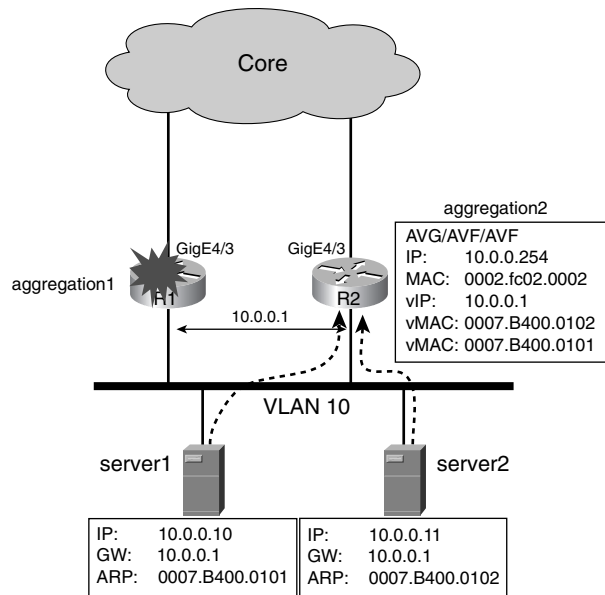 Core
aggregation2
GigE4/3
GigE4/3
AVG/AVF/AVF
IP: 10.0.0.254
MAC: 0002.fc02.0002
vIP: 10.0.0.1
vMAC: 0007.B400.0102
vMAC: 0007.B400.0101
aggregation1
R1
R2
10.0.0.1
VLAN 10
server1
server2
IP: 10.0.0.10
GW: 10.0.0.1
ARP: 0007.B400.0101
IP: 10.0.0.11
GW: 10.0.0.1
ARP: 0007.B400.0102